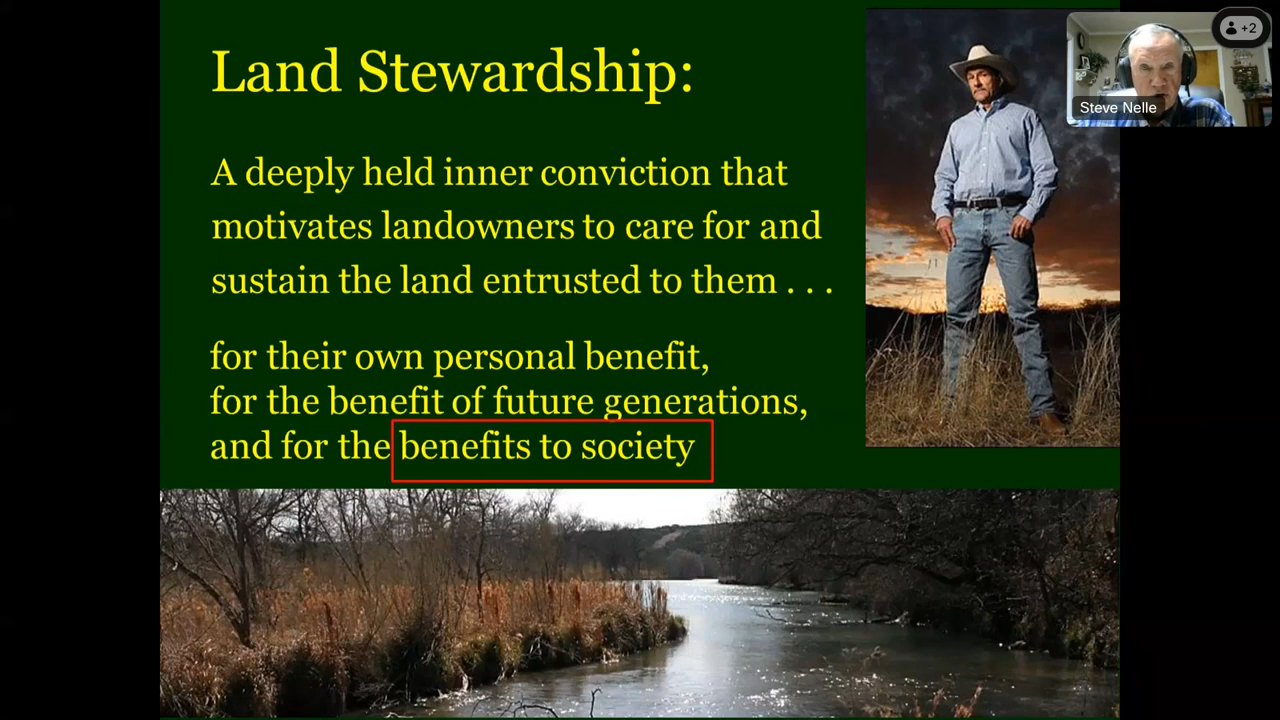 Land Stewardship:
A deeply held inner conviction that
motivates landowners to care for and
sustain the land entrusted to them . . .
for their own personal benefit,
for the benefit of future generations,
and for the benefits to society
+2
Steve Nelle